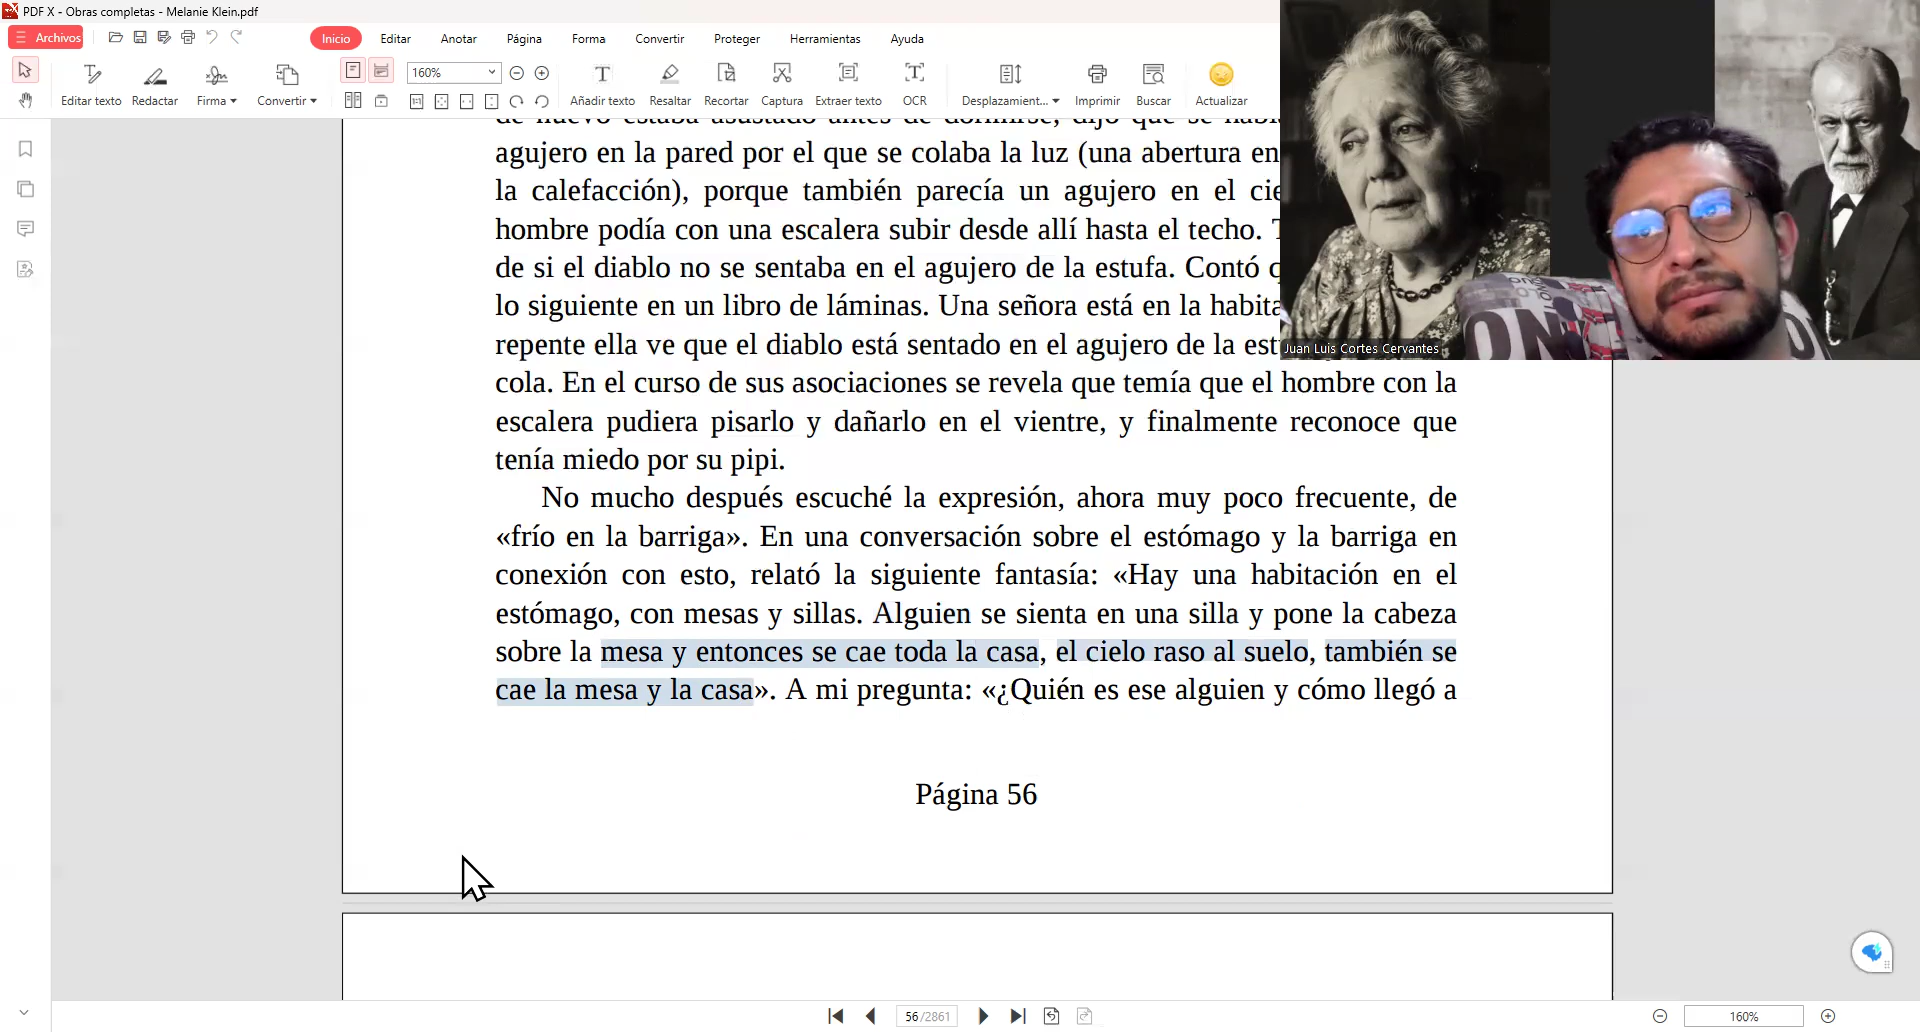 PDF X - Obras completas - Melanie Klein.pdf
Archivos
Inicio
Editar
Anotar
Página
Forma
Convertir
Proteger
Herramientas
Ayuda
160%
Editar texto
Redactar
Firma
Convertir
Añadir texto
Resaltar
Recortar
Captura
Extraer texto
OCR
Desplazamient...
Imprimir
Buscar
Actualizar
de nuevo estaba asustado antes de dormirse, dijo que se
agujero en la pared por el que se colaba la luz (una abertura en
la calefacción), porque también parecía un agujero en el
hombre podía con una escalera subir desde allí hasta el techo.
de si el diablo no se sentaba en el agujero de la estufa. Contó
lo siguiente en un libro de láminas. Una señora está en la
repente ella ve que el diablo está sentado en el agujero de la
cola. En el curso de sus asociaciones se revela que temía que el hombre con la
escalera pudiera pisarlo y dañarlo en el vientre, y finalmente reconoce que
tenía miedo por su pipi.
No mucho después escuché la expresión, ahora muy poco frecuente, de
«frío en la barriga». En una conversación sobre el estómago y la barriga en
conexión con esto, relató la siguiente fantasía: «Hay una habitación en el
estómago, con mesas y sillas. Alguien se sienta en una silla y pone la cabeza
sobre la mesa y entonces se cae toda la casa, el cielo raso al suelo, también se
cae la mesa y la casa». A mi pregunta: «¿Quién es ese alguien y cómo llegó a
Página 56
Juan Luis Cortes Cervantes
56/2861
160%